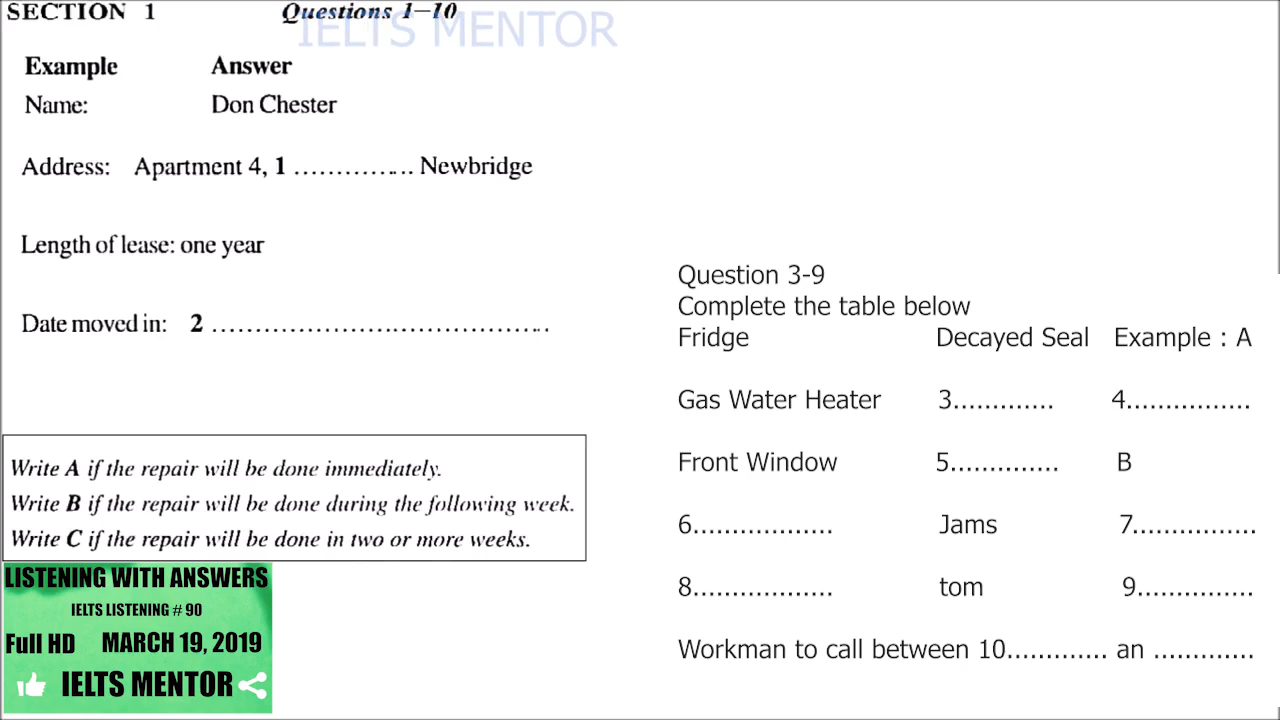 SECTION 1 Questions 1–10
IELTS MENTOR
Example Answer
Name: Don Chester
Address: Apartment 4, 1 .............. Newbridge
Length of lease: one year
Date moved in: 2 .......................................
Write A if the repair will be done immediately.
Write B if the repair will be done during the following week.
Write C if the repair will be done in two or more weeks.
LISTENING WITH ANSWERS
IELTS LISTENING # 90
Full HD MARCH 19, 2019
IELTS MENTOR
Question 3-9
Complete the table below
Fridge Decayed Seal Example : A
Gas Water Heater 3............. 4................
Front Window 5.............. B
6.................. Jams 7................
8.................. tom 9...............
Workman to call between 10............. an .............